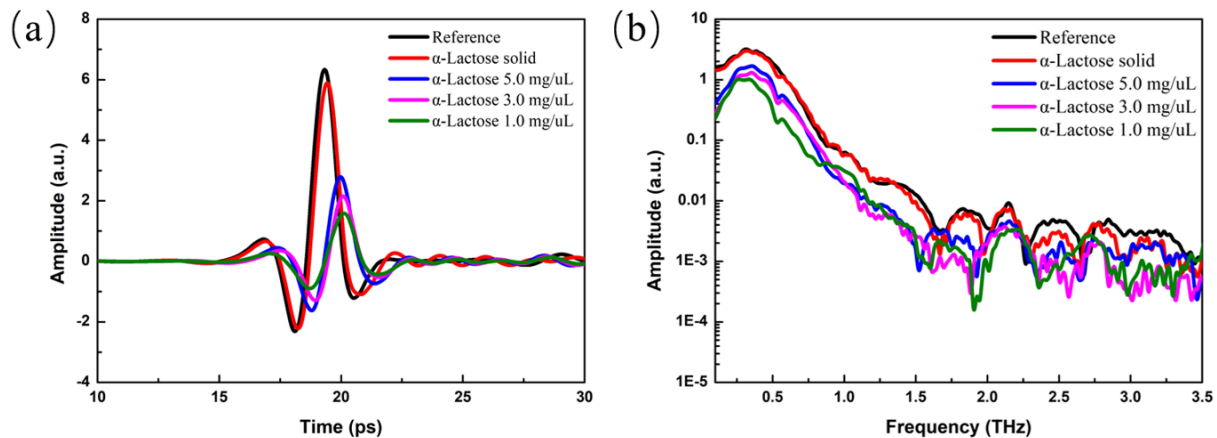 (a)
Amplitude (a.u.)
8
6
4
2
0
-2
-4
Reference
α-Lactose solid
α-Lactose 5.0 mg/uL
α-Lactose 3.0 mg/uL
α-Lactose 1.0 mg/uL
10 15 20 25 30
Time (ps)
(b)
Amplitude (a.u.)
10
1
0.1
0.01
1E-3
1E-4
1E-5
Reference
α-Lactose solid
α-Lactose 5.0 mg/uL
α-Lactose 3.0 mg/uL
α-Lactose 1.0 mg/uL
0.5 1.0 1.5 2.0 2.5 3.0 3.5
Frequency (THz)